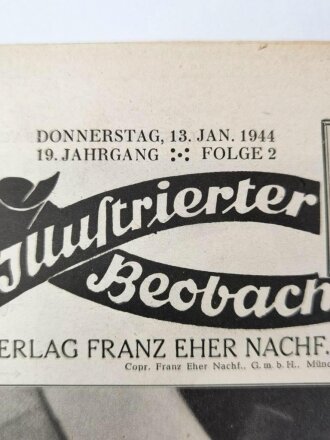 DONNERSTAG, 13. JAN. 1944
19. JAHRGANG FOLGE 2
Illustrierter
Beobach
ERLAG FRANZ EHER NACHF.
Copr. Franz Eher Nachf., G. m. b. H., Münc